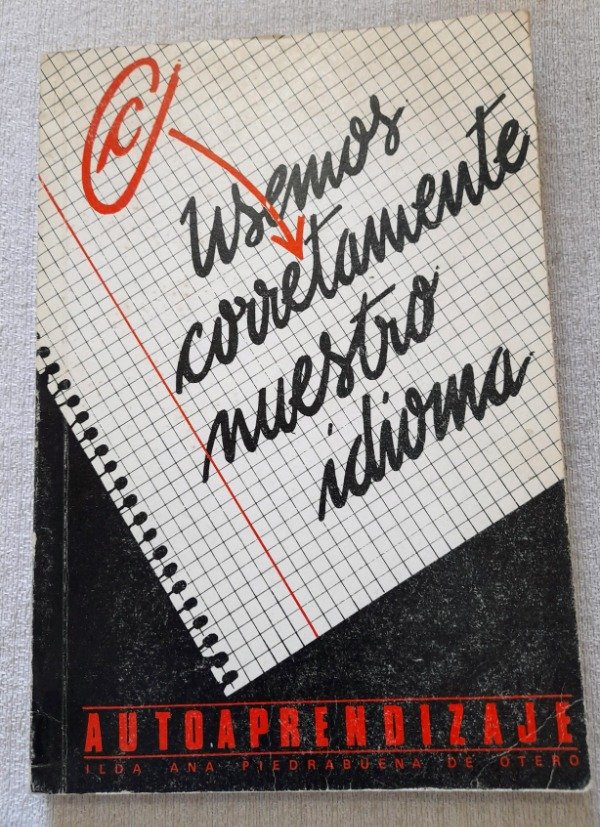 c
Usemos
corretamente
nuestro
idioma
AUTOAPRENDIZAJE
ILDA ANA PIEDRABUENA DE OTERO